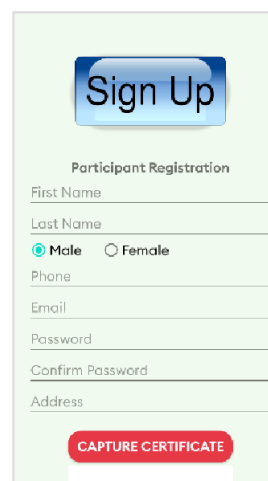 Sign Up
Participant Registration
First Name
Last Name
Male Female
Phone
Email
Password
Confirm Password
Address
CAPTURE CERTIFICATE